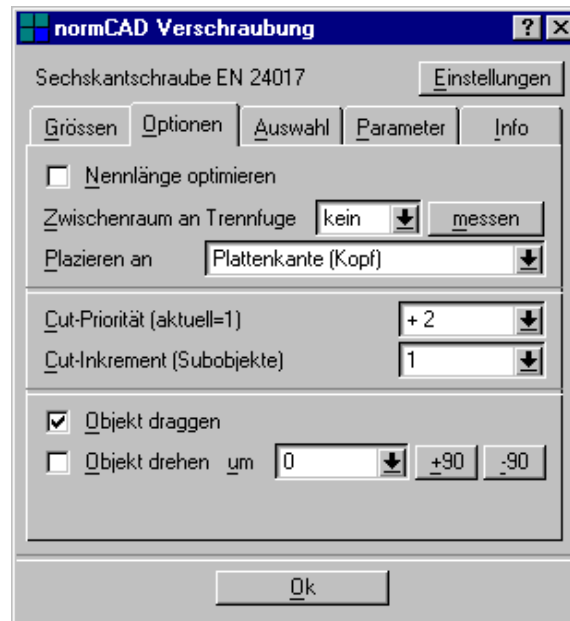 normCAD Verschraubung ? X
Sechskantschraube EN 24017 Einstellungen
Grössen Optionen Auswahl Parameter Info
Nennlänge optimieren
Zwischenraum an Trennfuge kein messen
Plazieren an Plattenkante (Kopf)
Cut-Priorität (aktuell=1) + 2
Cut-Inkrement (Subobjekte) 1
Objekt draggen
Objekt drehen um 0 +90 -90
Ok